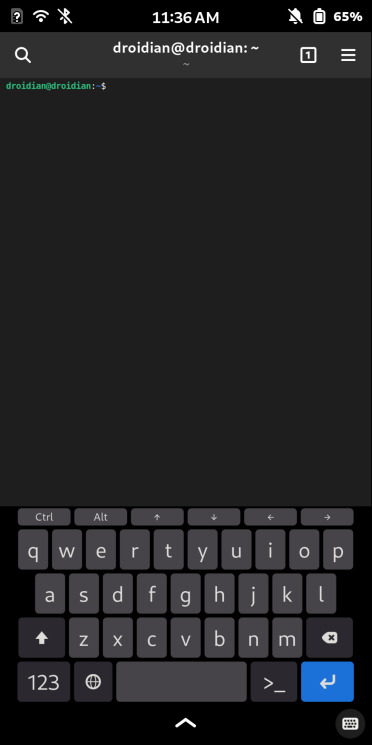 11:36 AM
65%
droidian@droidian: ~
~
1
droidian@droidian:~$
Ctrl Alt ↑ ↓ ← →
q w e r t y u i o p
a s d f g h j k l
z x c v b n m
123 >_